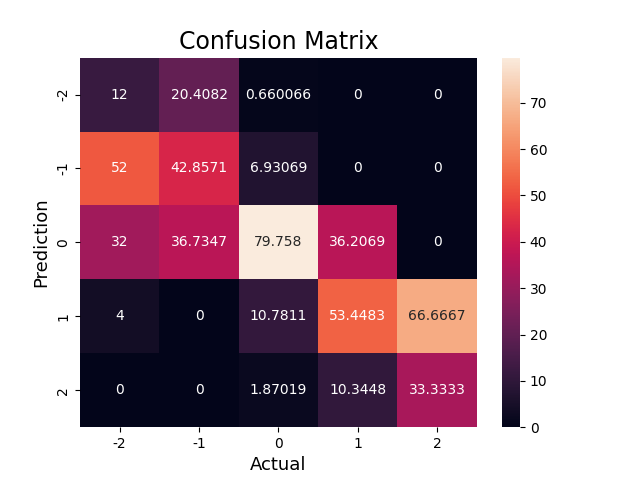 Confusion Matrix
-2 12 20.4082 0.660066 0 0
70
60
-1 52 42.8571 6.93069 0 0
50
Prediction
0 32 36.7347 79.758 36.2069 0
40
30
1 4 0 10.7811 53.4483 66.6667
20
10
2 0 0 1.87019 10.3448 33.3333
0
-2 -1 0 1 2
Actual